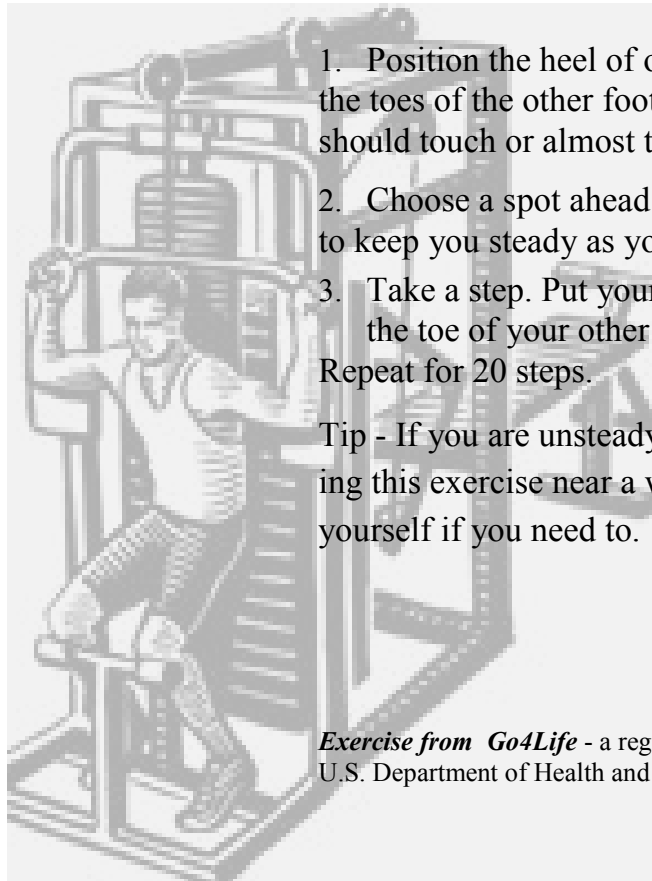 1. Position the heel of
the toes of the other foot
should touch or almost
2. Choose a spot ahead
to keep you steady as
3. Take a step. Put your
the toe of your other
Repeat for 20 steps.
Tip - If you are unsteady
ing this exercise near a
yourself if you need to.
Exercise from Go4Life - a
U.S. Department of Health and